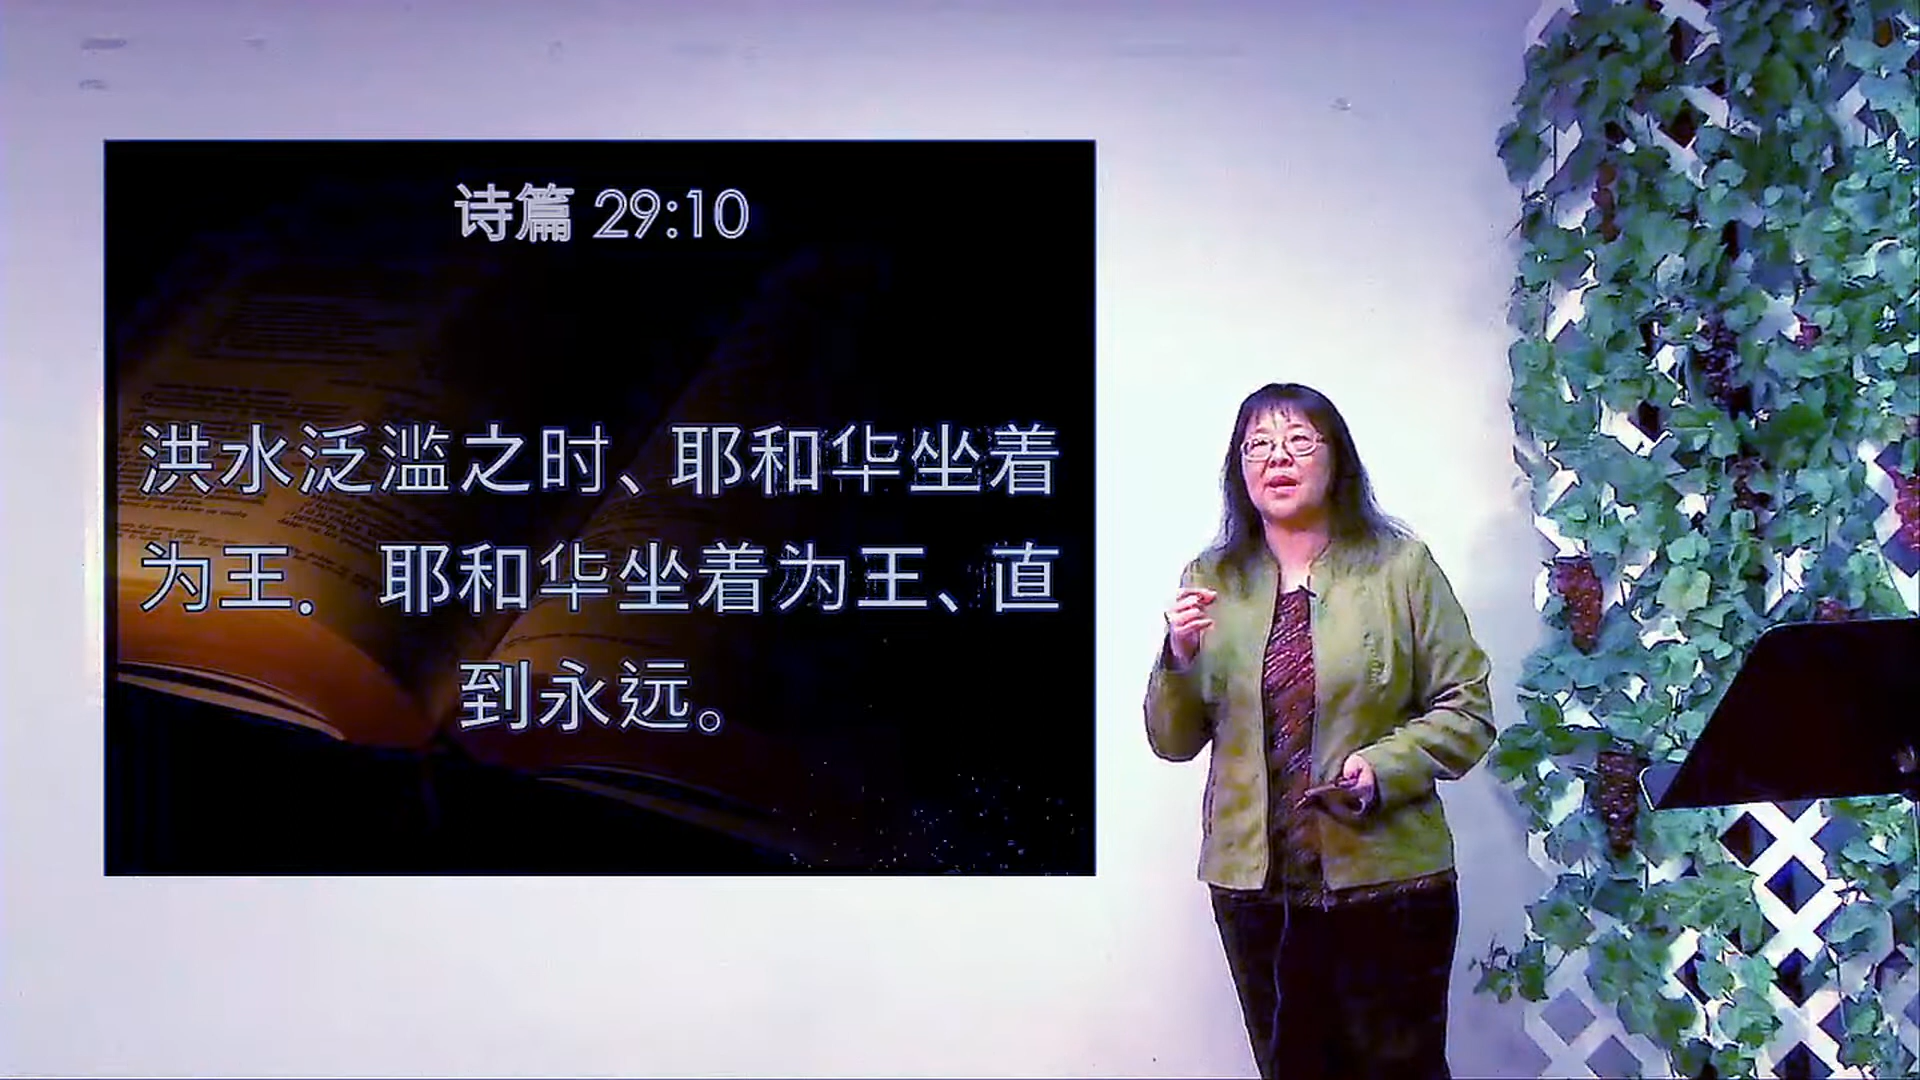 诗篇 29:10
洪水泛滥之时、耶和华坐着
为王. 耶和华坐着为王、直
到永远。